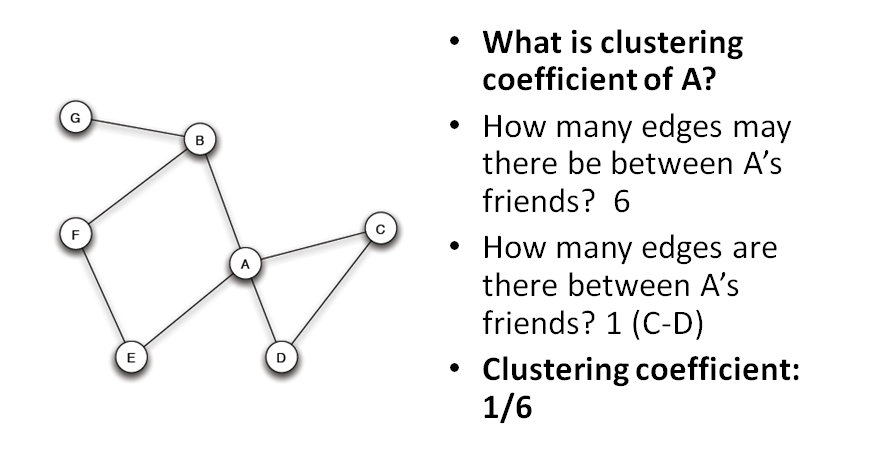 • What is clustering
coefficient of A?
• How many edges may
there be between A's
friends? 6
• How many edges are
there between A's
friends? 1 (C-D)
• Clustering coefficient:
1/6
G
B
F
C
A
E
D